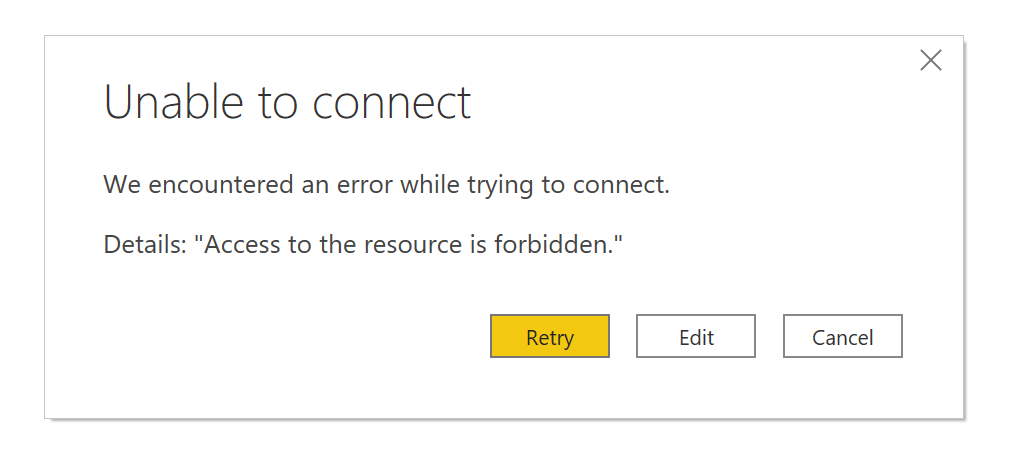 Unable to connect
We encountered an error while trying to connect.
Details: "Access to the resource is forbidden."
Retry Edit Cancel